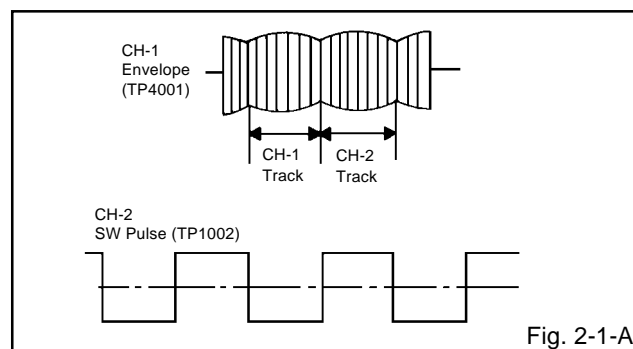 CH-1
Envelope
(TP4001)
CH-1
Track
CH-2
Track
CH-2
SW Pulse (TP1002)
Fig. 2-1-A